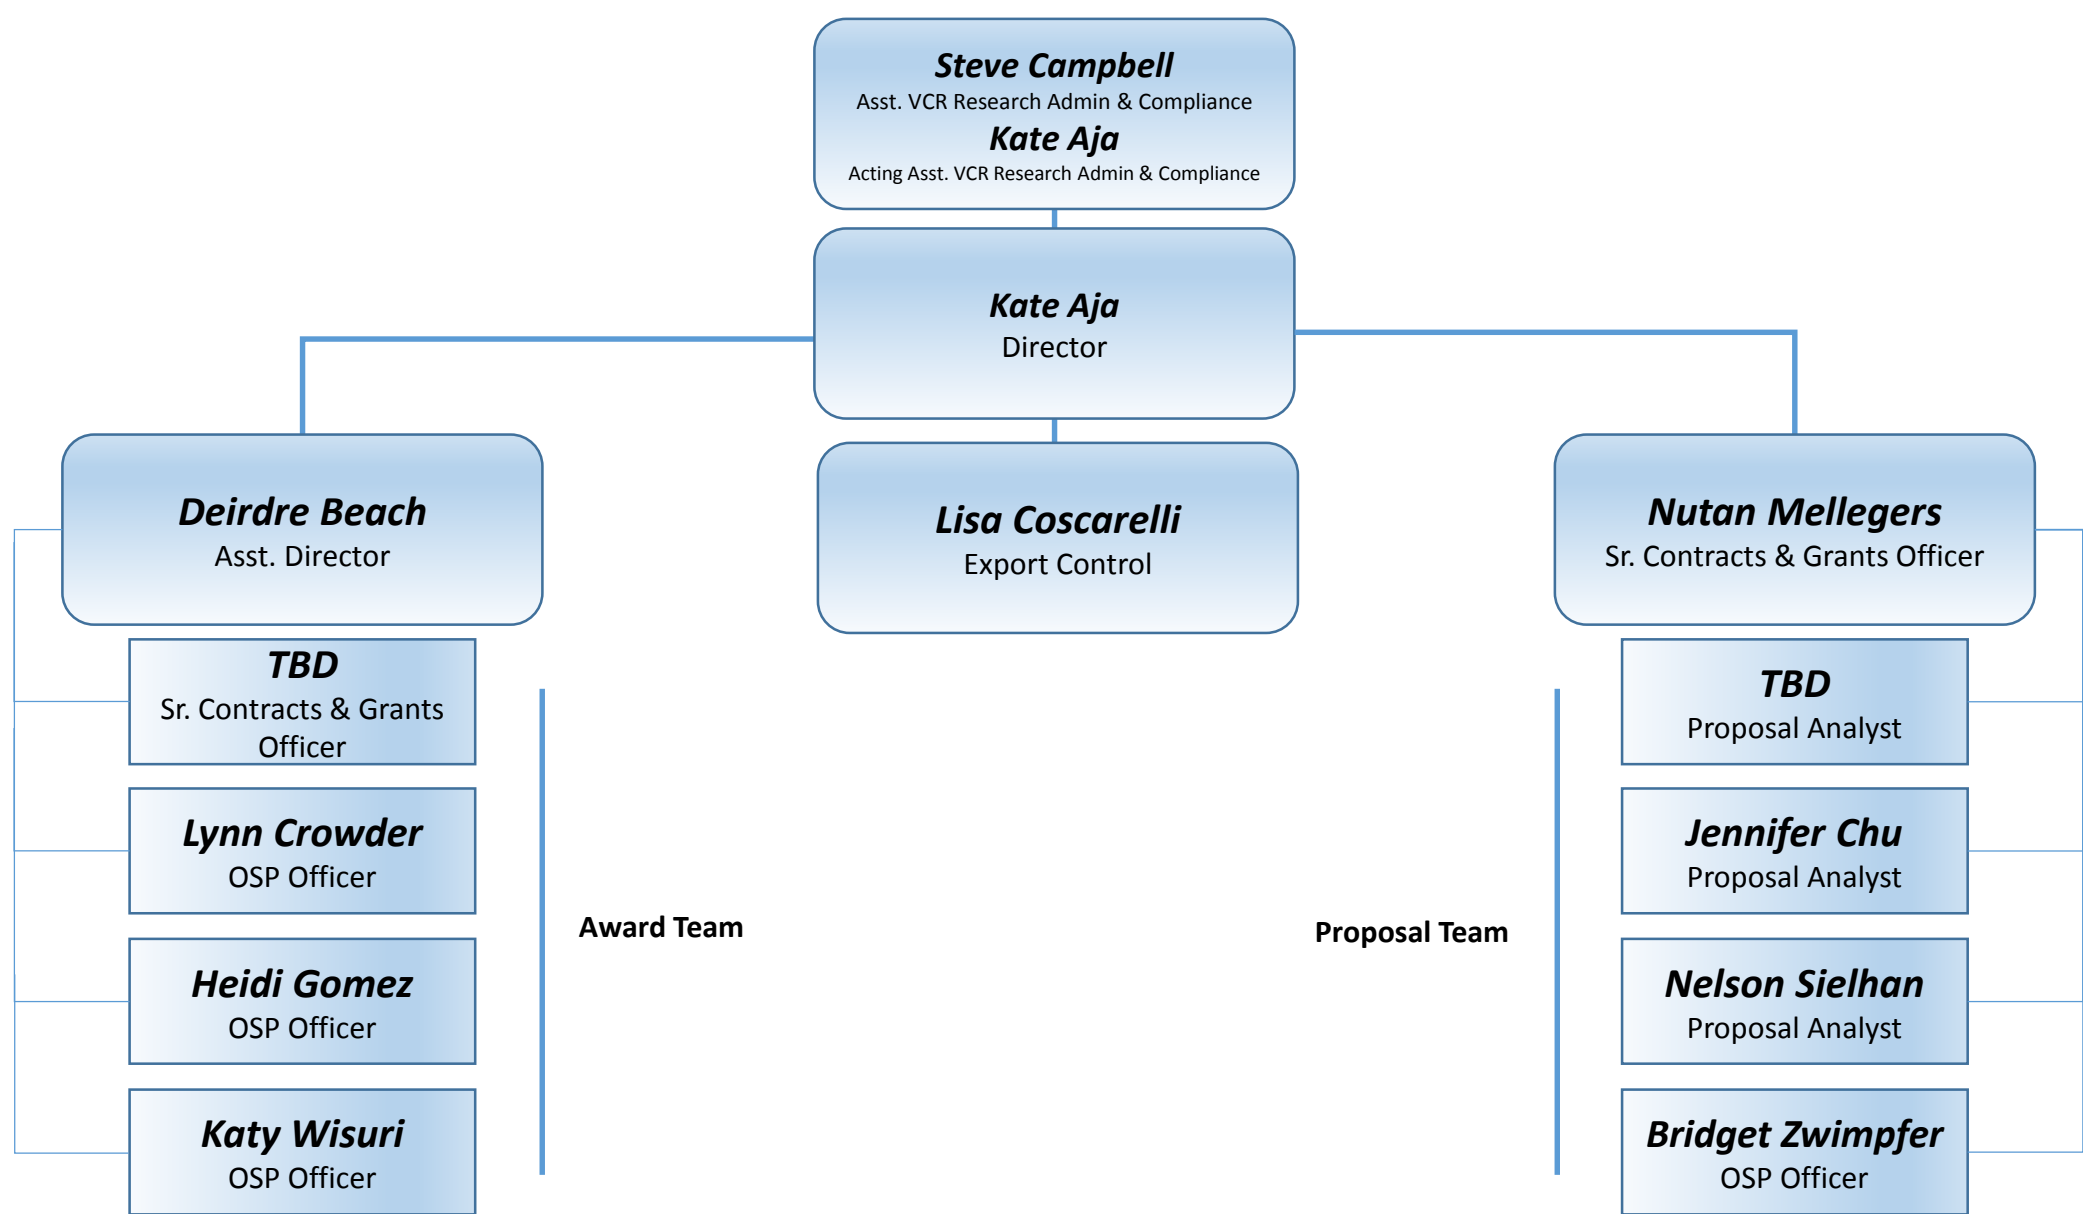 Steve Campbell
Asst. VCR Research Admin & Compliance
Kate Aja
Acting Asst. VCR Research Admin & Compliance
Kate Aja
Director
Deirdre Beach
Asst. Director
Lisa Coscarelli
Export Control
Nutan Mellegers
Sr. Contracts & Grants Officer
TBD
Sr. Contracts & Grants
Officer
Lynn Crowder
OSP Officer
Heidi Gomez
OSP Officer
Katy Wisuri
OSP Officer
Award Team
Proposal Team
TBD
Proposal Analyst
Jennifer Chu
Proposal Analyst
Nelson Sielhan
Proposal Analyst
Bridget Zwimpfer
OSP Officer